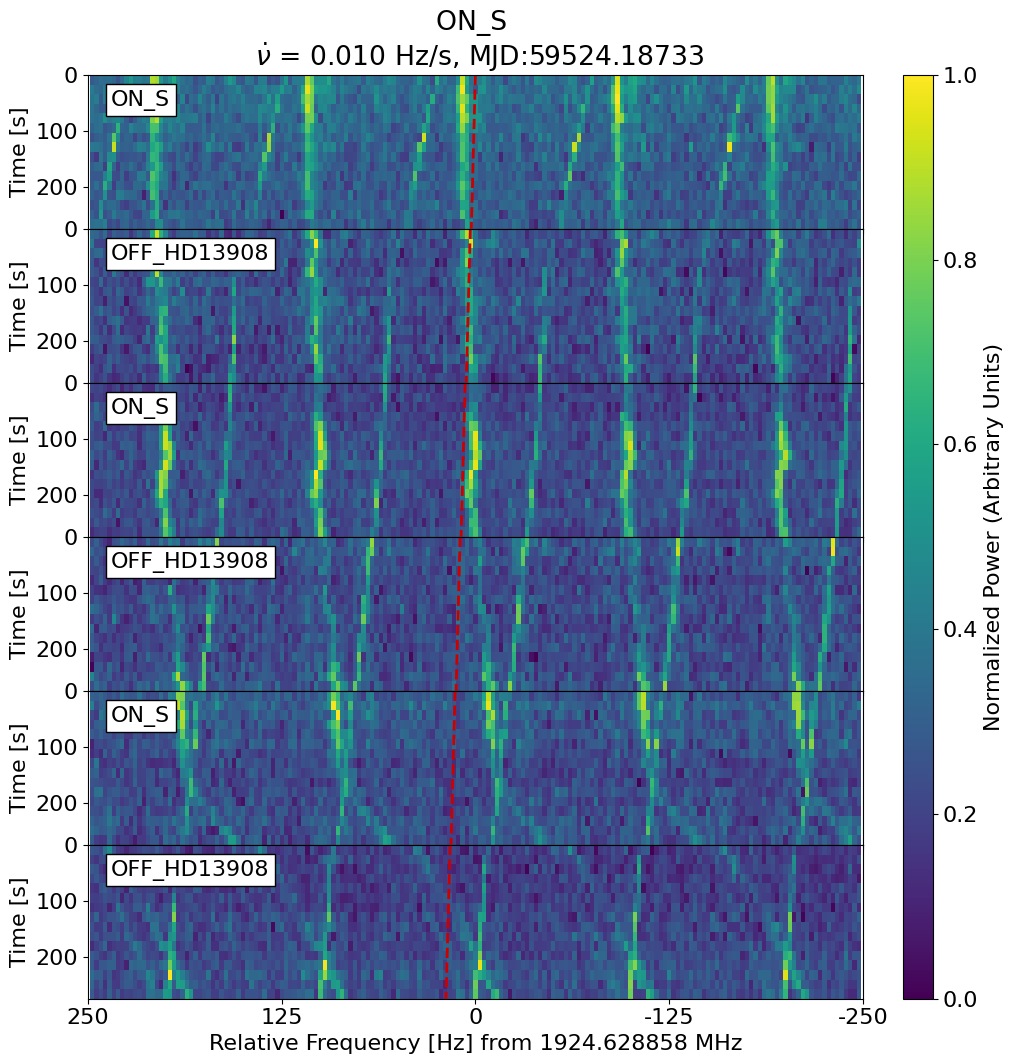 ON_S
ν̇ = 0.010 Hz/s, MJD:59524.18733
0
ON_S
100
200
Time [s]
0
OFF_HD13908
100
200
Time [s]
0
ON_S
100
200
Time [s]
0
OFF_HD13908
100
200
Time [s]
0
ON_S
100
200
Time [s]
0
OFF_HD13908
100
200
Time [s]
250 125 0 -125 -250
Relative Frequency [Hz] from 1924.628858 MHz
1.0
0.8
0.6
0.4
0.2
0.0
Normalized Power (Arbitrary Units)